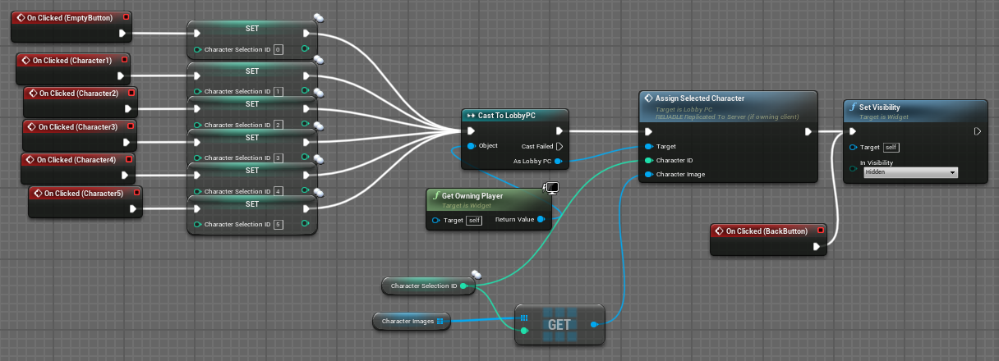 On Clicked (EmptyButton)
SET
Character Selection ID 0
On Clicked (Character1)
SET
Character Selection ID 1
On Clicked (Character2)
SET
Character Selection ID 2
On Clicked (Character3)
SET
Character Selection ID 3
On Clicked (Character4)
SET
Character Selection ID 4
On Clicked (Character5)
SET
Character Selection ID 5
Cast To LobbyPC
Object
Cast Failed
As Lobby PC
f Get Owning Player
Target is Widget
Target self
Return Value
Assign Selected Character
Target is Lobby PC
RELIABLE Replicated To Server (if owning client)
Target
Character ID
Character Image
f Set Visibility
Target is Widget
Target self
In Visibility
Hidden
On Clicked (BackButton)
Character Selection ID
Character Images
GET